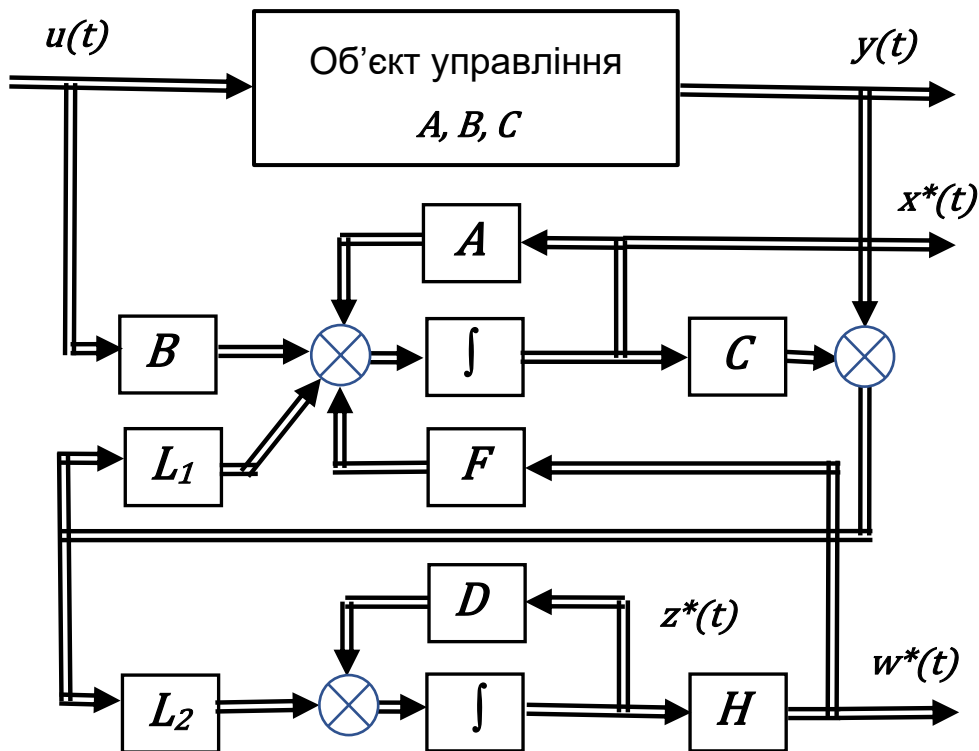 u(t)
Об’єкт управління
A, B, C
y(t)
x*(t)
A
B
∫
C
L₁
F
D
z*(t)
w*(t)
L₂
∫
H